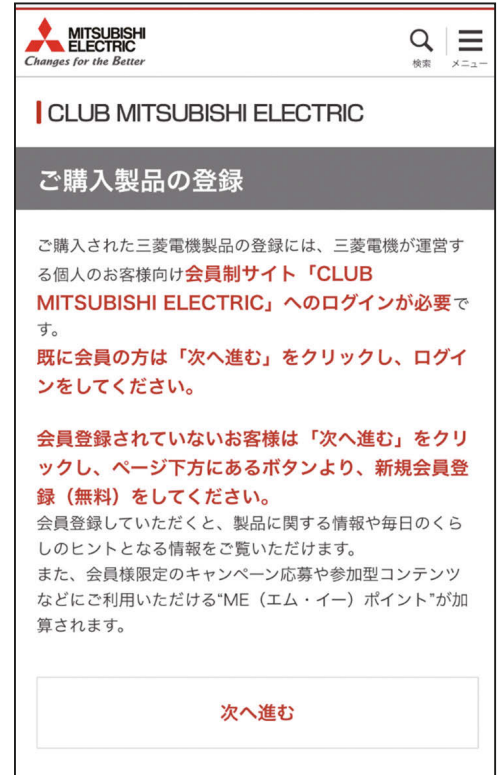 MITSUBISHI
ELECTRIC
Changes for the Better
検索
メニュー
CLUB MITSUBISHI ELECTRIC
ご購入製品の登録
ご購入された三菱電機製品の登録には、三菱電機が運営す
る個人のお客様向け会員制サイト「CLUB
MITSUBISHI ELECTRIC」へのログインが必要で
す。
既に会員の方は「次へ進む」をクリックし、ログイ
ンをしてください。
会員登録されていないお客様は「次へ進む」をクリ
ックし、ページ下方にあるボタンより、新規会員登
録（無料）をしてください。
会員登録していただくと、製品に関する情報や毎日のくら
しのヒントとなる情報をご覧いただけます。
また、会員様限定のキャンペーン応募や参加型コンテンツ
などにご利用いただける“ME（エム・イー）ポイント”が加
算されます。
次へ進む